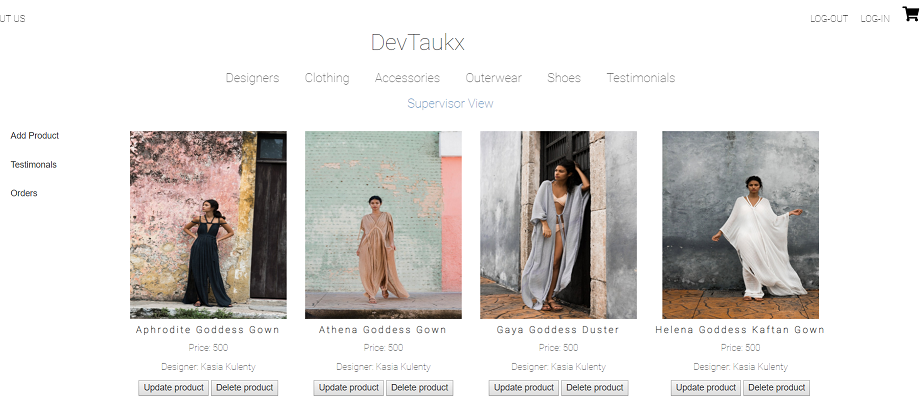 UT US
LOG-OUT LOG-IN
DevTaukx
Designers Clothing Accessories Outerwear Shoes Testimonials
Supervisor View
Add Product
Testimonals
Orders
Aphrodite Goddess Gown Athena Goddess Gown Gaya Goddess Duster Helena Goddess Kaftan Gown
Price: 500 Price: 500 Price: 500 Price: 500
Designer: Kasia Kulenty Designer: Kasia Kulenty Designer: Kasia Kulenty Designer: Kasia Kulenty
Update product Delete product Update product Delete product Update product Delete product Update product Delete product